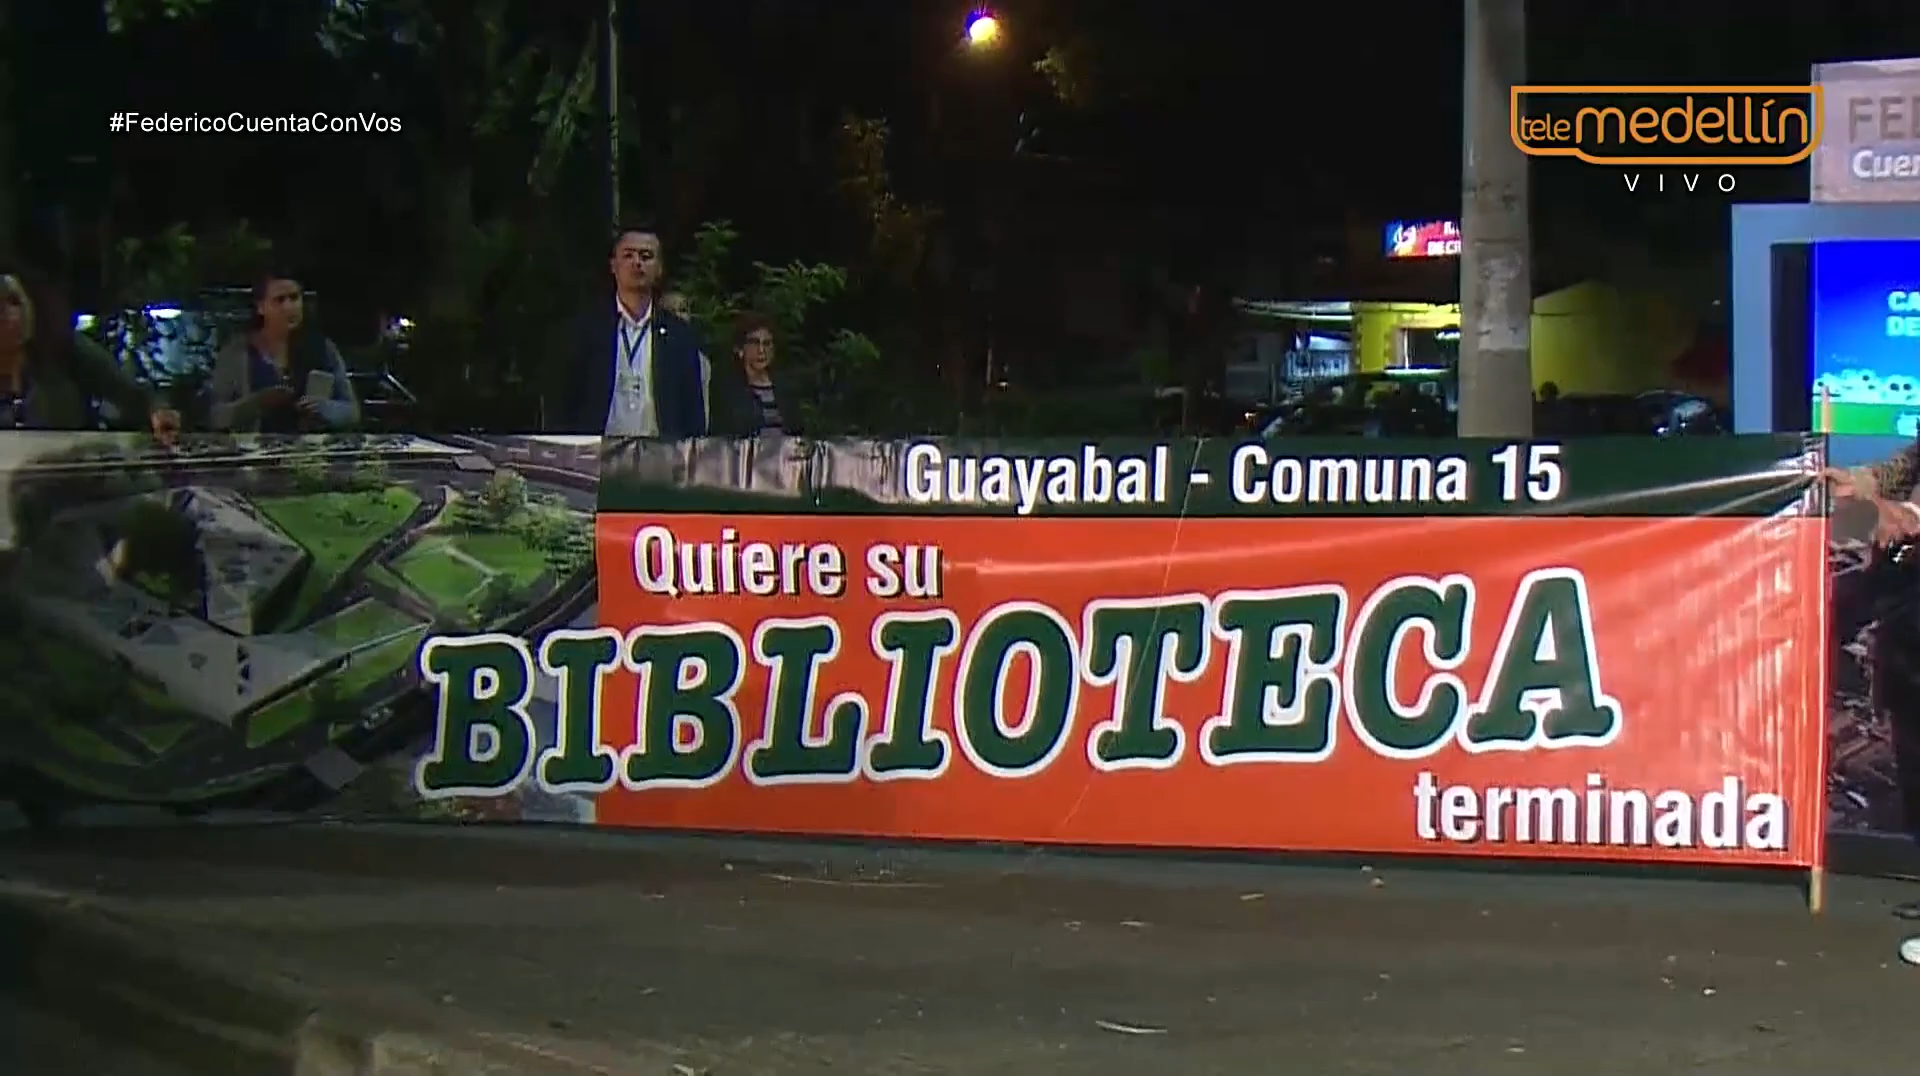 #FedericoCuentaConVos
tele medellín
VIVO
Guayabal - Comuna 15
Quiere su
BIBLIOTECA
terminada